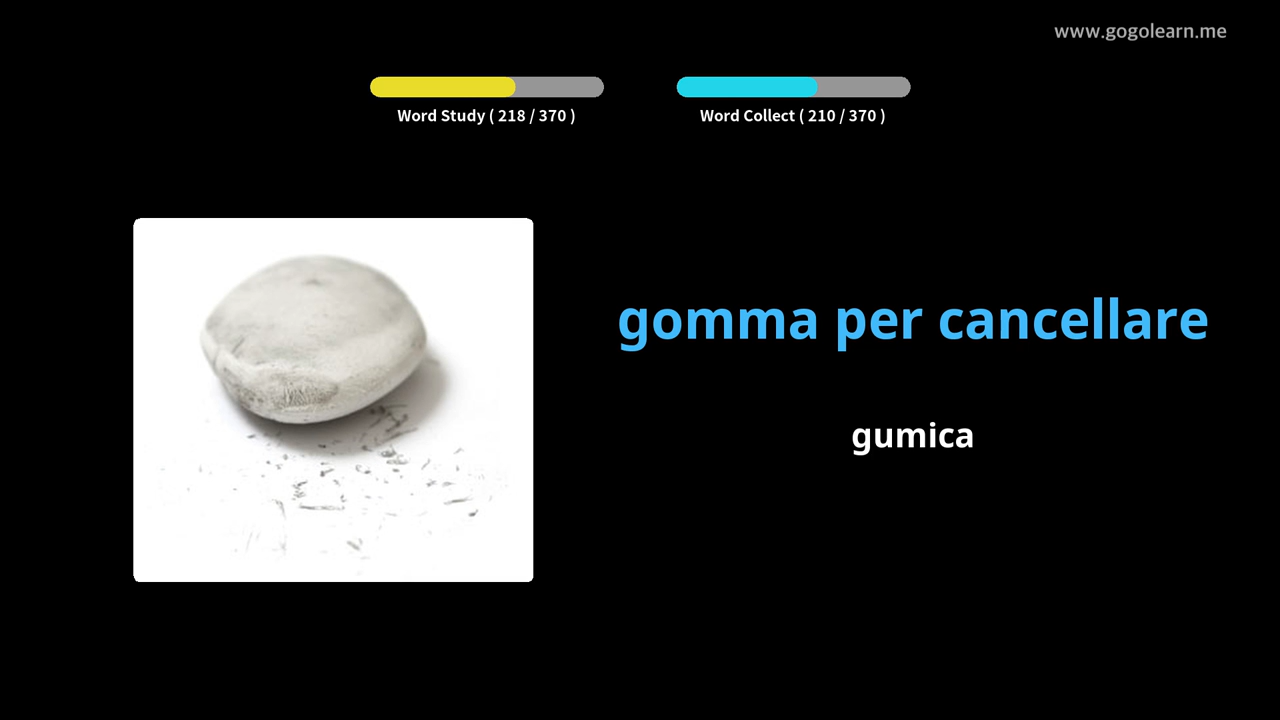 www.gogolearn.me
Word Study ( 218 / 370 )
Word Collect ( 210 / 370 )
gomma per cancellare
gumica